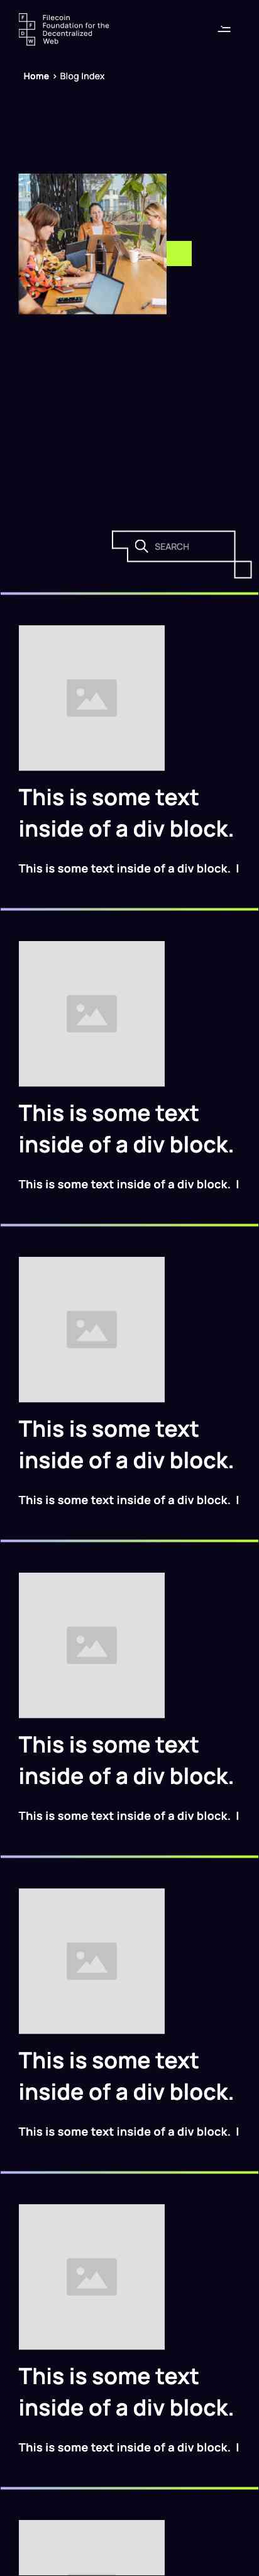 Filecoin
Foundation for the
Decentralized
Web
F
F
D
W
Home > Blog Index
SEARCH
This is some text
inside of a div block.
This is some text inside of a div block. |
This is some text
inside of a div block.
This is some text inside of a div block. |
This is some text
inside of a div block.
This is some text inside of a div block. |
This is some text
inside of a div block.
This is some text inside of a div block. |
This is some text
inside of a div block.
This is some text inside of a div block. |
This is some text
inside of a div block.
This is some text inside of a div block. |